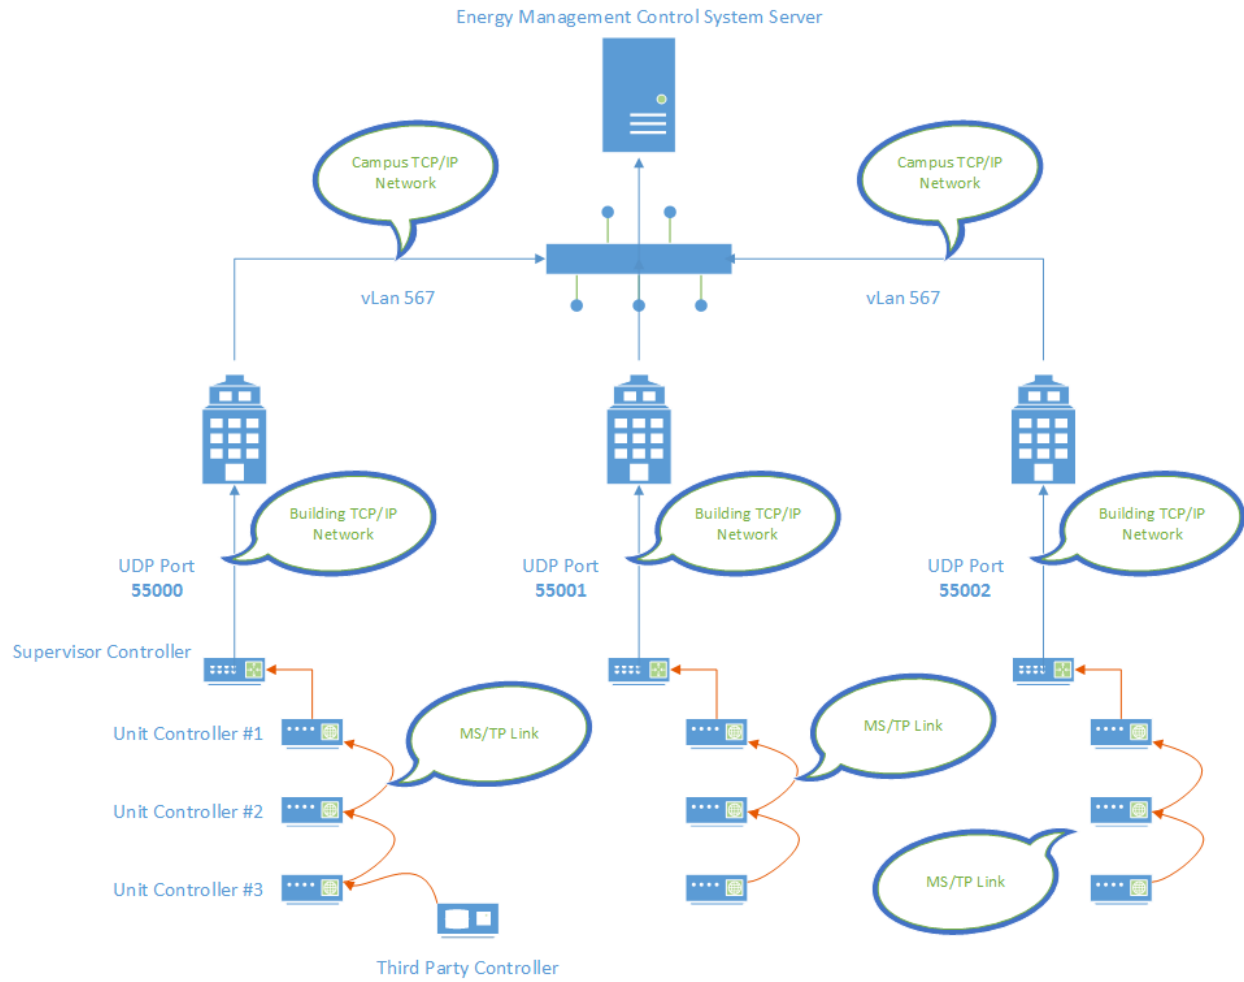 Energy Management Control System Server
Campus TCP/IP
Network
Campus TCP/IP
Network
vLan 567
vLan 567
Building TCP/IP
Network
Building TCP/IP
Network
Building TCP/IP
Network
UDP Port
55000
UDP Port
55001
UDP Port
55002
Supervisor Controller
Unit Controller #1
MS/TP Link
MS/TP Link
Unit Controller #2
Unit Controller #3
MS/TP Link
Third Party Controller